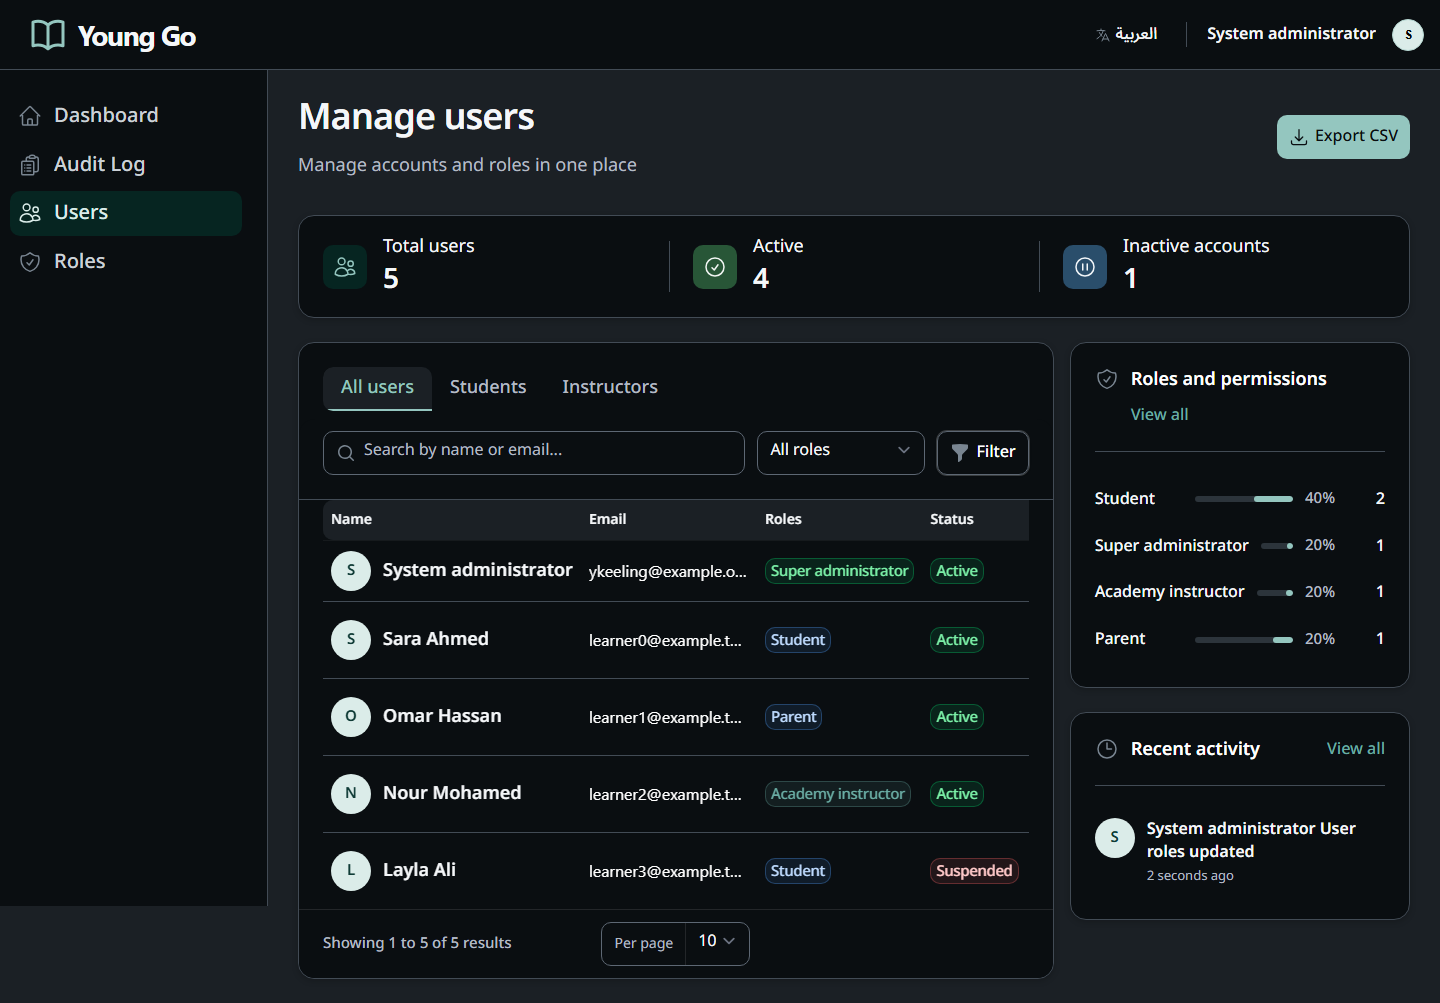 Young Go
العربية
System administrator
S
Dashboard
Audit Log
Users
Roles
Manage users
Manage accounts and roles in one place
Export CSV
Total users
5
Active
4
Inactive accounts
1
All users
Students
Instructors
Search by name or email...
All roles
Filter
Name Email Roles Status
S System administrator ykeeling@example.o... Super administrator Active
S Sara Ahmed learner0@example.t... Student Active
O Omar Hassan learner1@example.t... Parent Active
N Nour Mohamed learner2@example.t... Academy instructor Active
L Layla Ali learner3@example.t... Student Suspended
Showing 1 to 5 of 5 results
Per page 10
Roles and permissions
View all
Student 40% 2
Super administrator 20% 1
Academy instructor 20% 1
Parent 20% 1
Recent activity
View all
S
System administrator User
roles updated
2 seconds ago